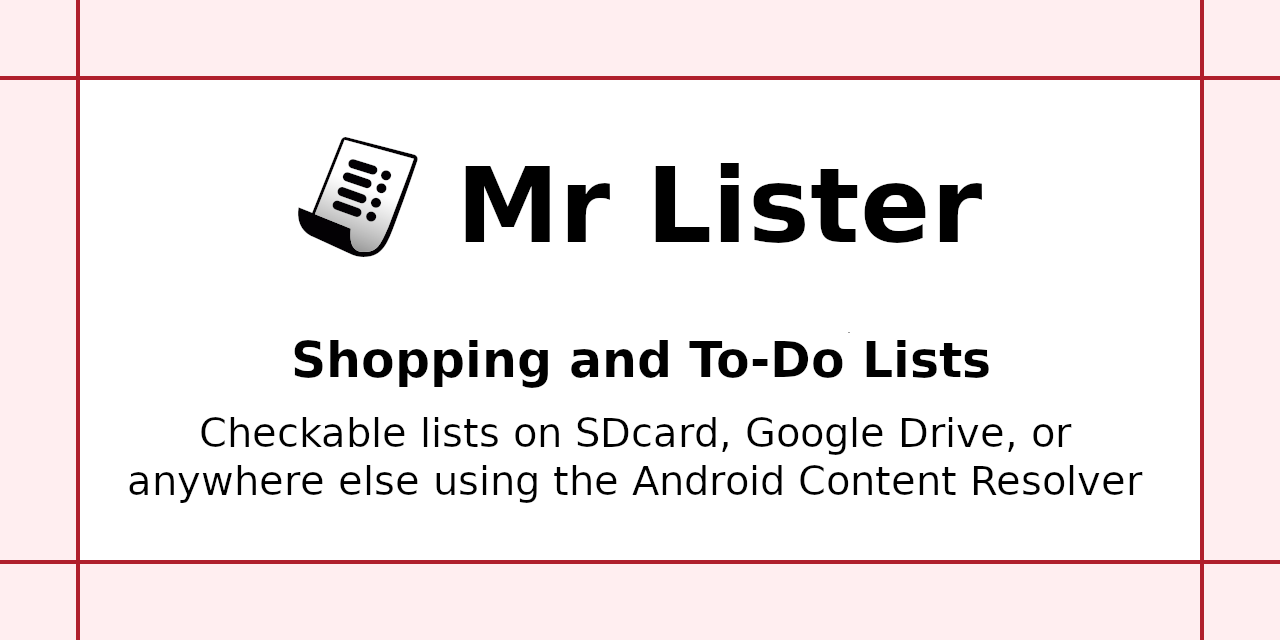 Mr Lister
Shopping and To-Do Lists
Checkable lists on SDcard, Google Drive, or
anywhere else using the Android Content Resolver